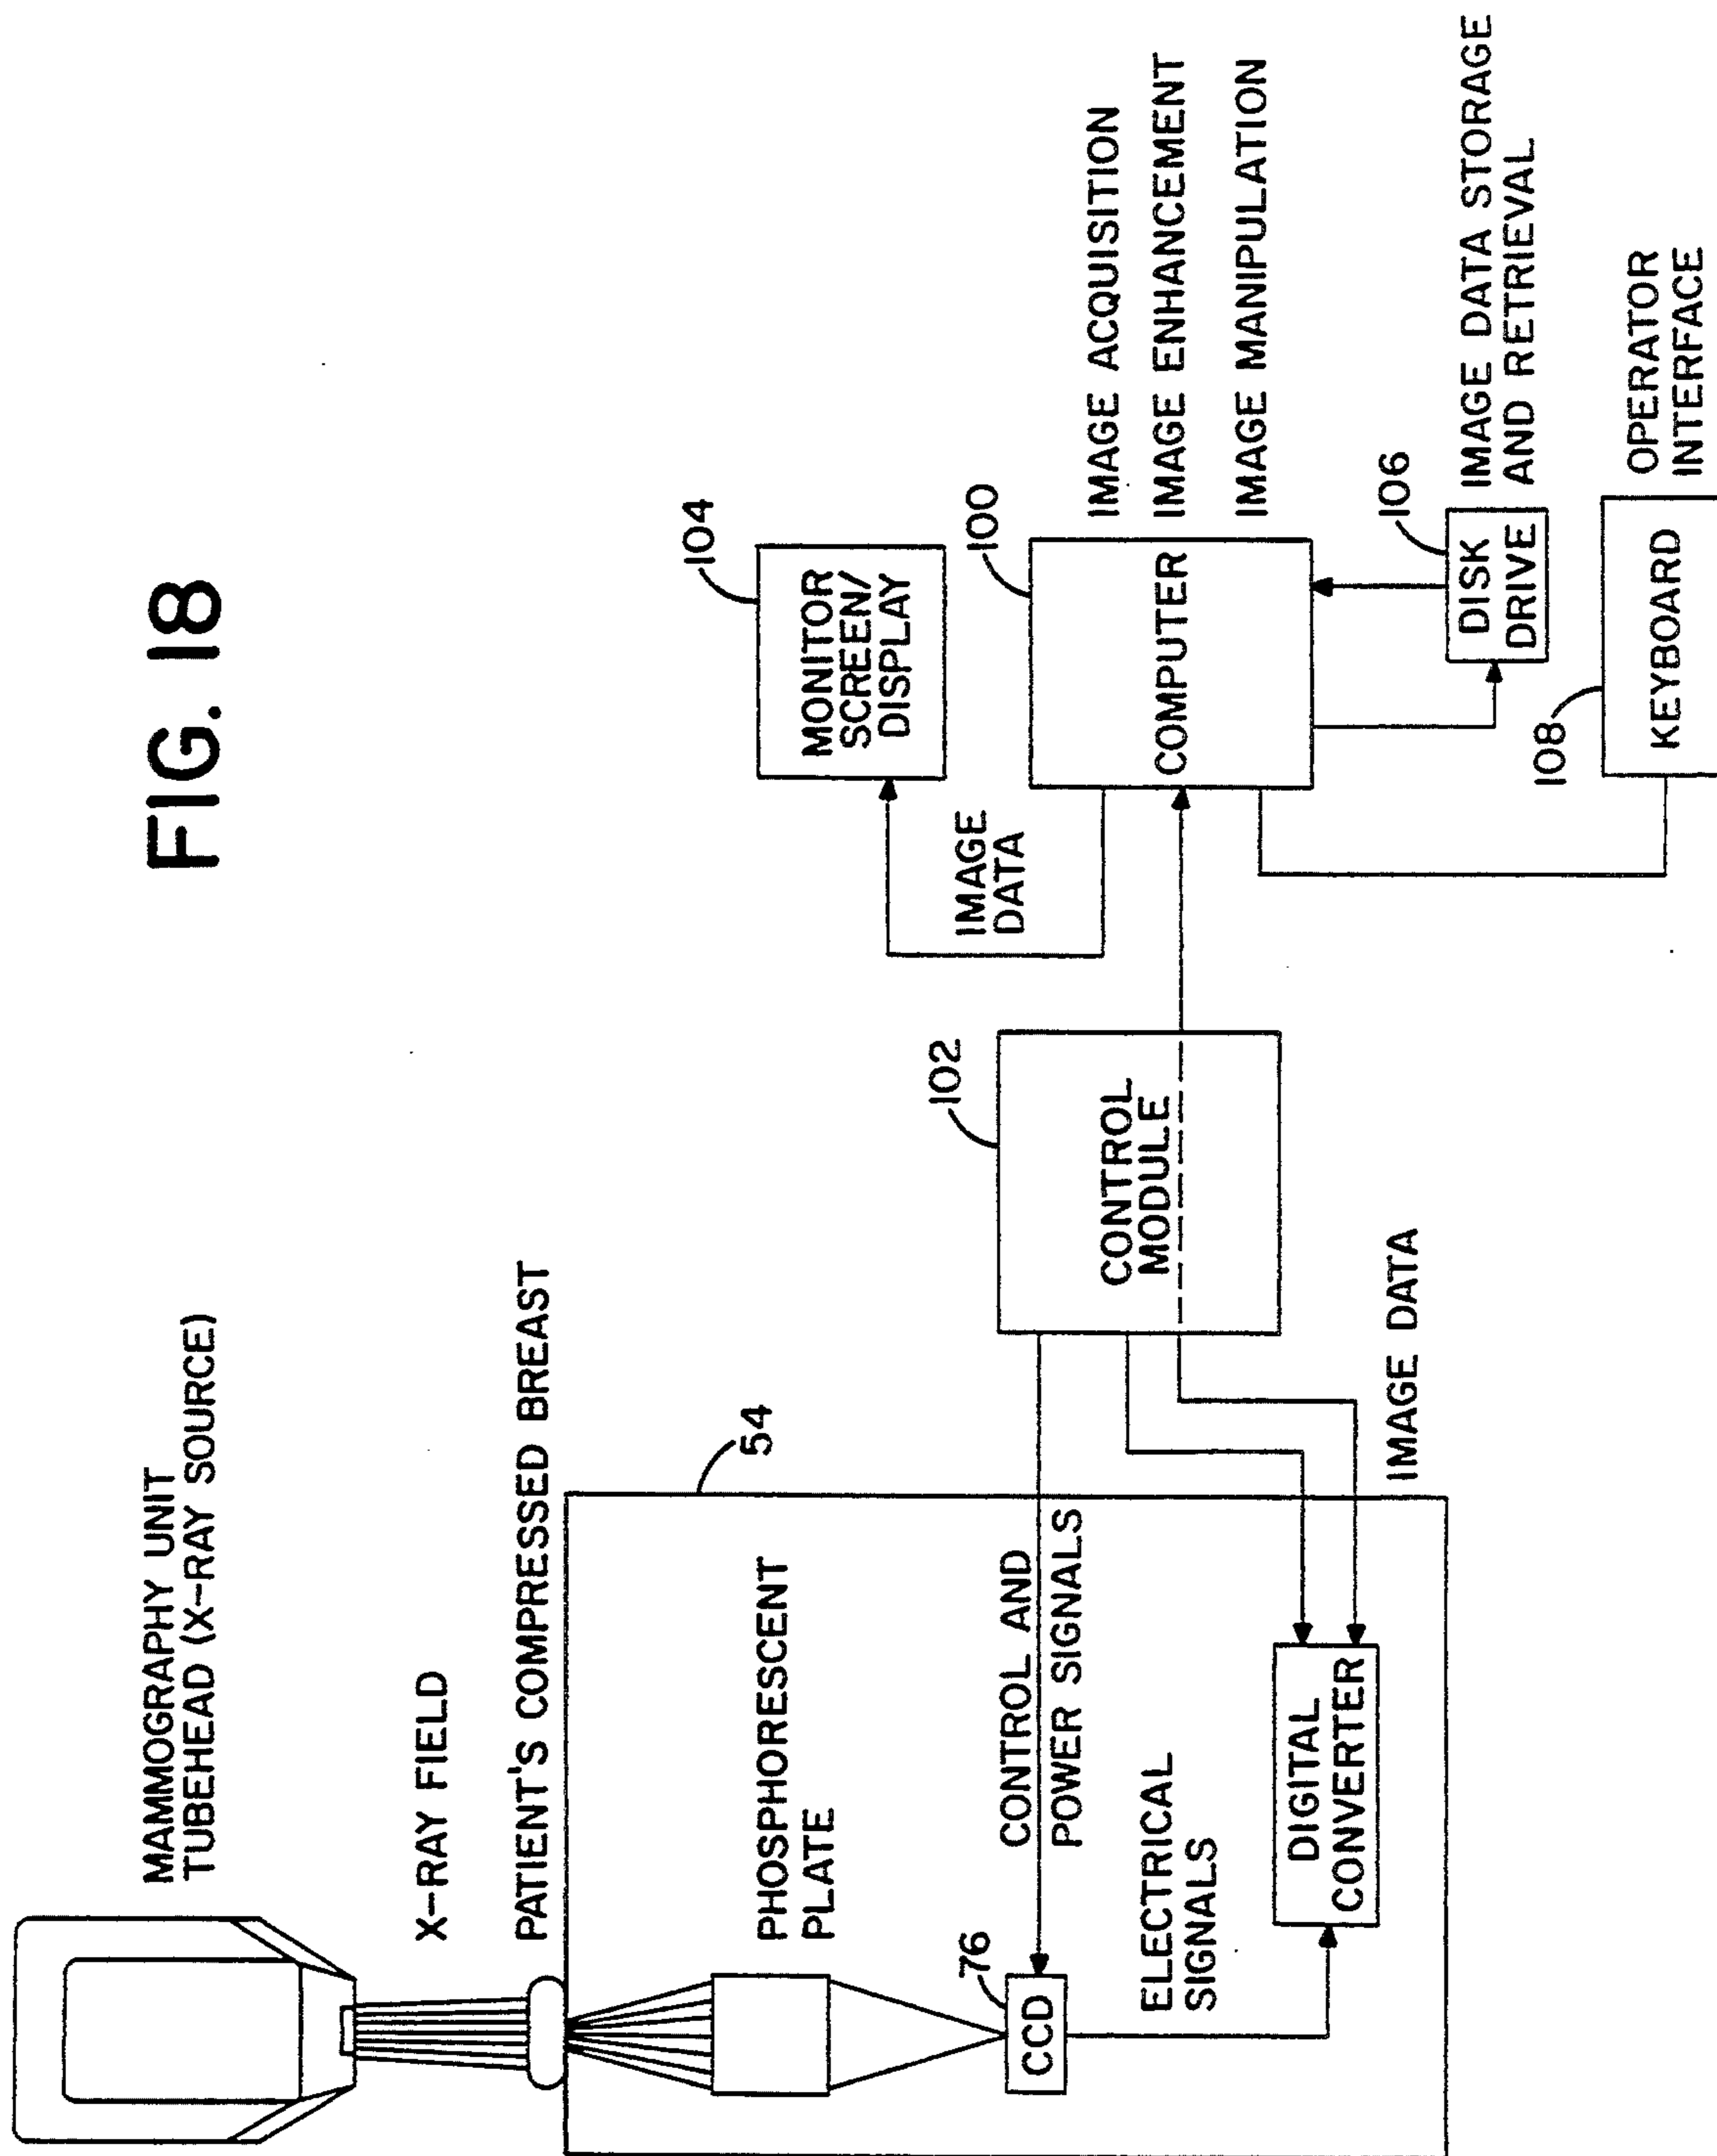 FIG. 18
MAMMOGRAPHY UNIT
TUBEHEAD (X-RAY SOURCE)
X-RAY FIELD
PATIENT'S COMPRESSED BREAST
54
PHOSPHORESCENT
PLATE
CONTROL AND
POWER SIGNALS
76
CCD
ELECTRICAL
SIGNALS
DIGITAL
CONVERTER
IMAGE DATA
102
CONTROL
MODULE
104
MONITOR
SCREEN/
DISPLAY
IMAGE
DATA
100
COMPUTER
IMAGE ACQUISITION
IMAGE ENHANCEMENT
IMAGE MANIPULATION
106
DISK
DRIVE
IMAGE DATA STORAGE
AND RETRIEVAL
108
KEYBOARD
OPERATOR
INTERFACE